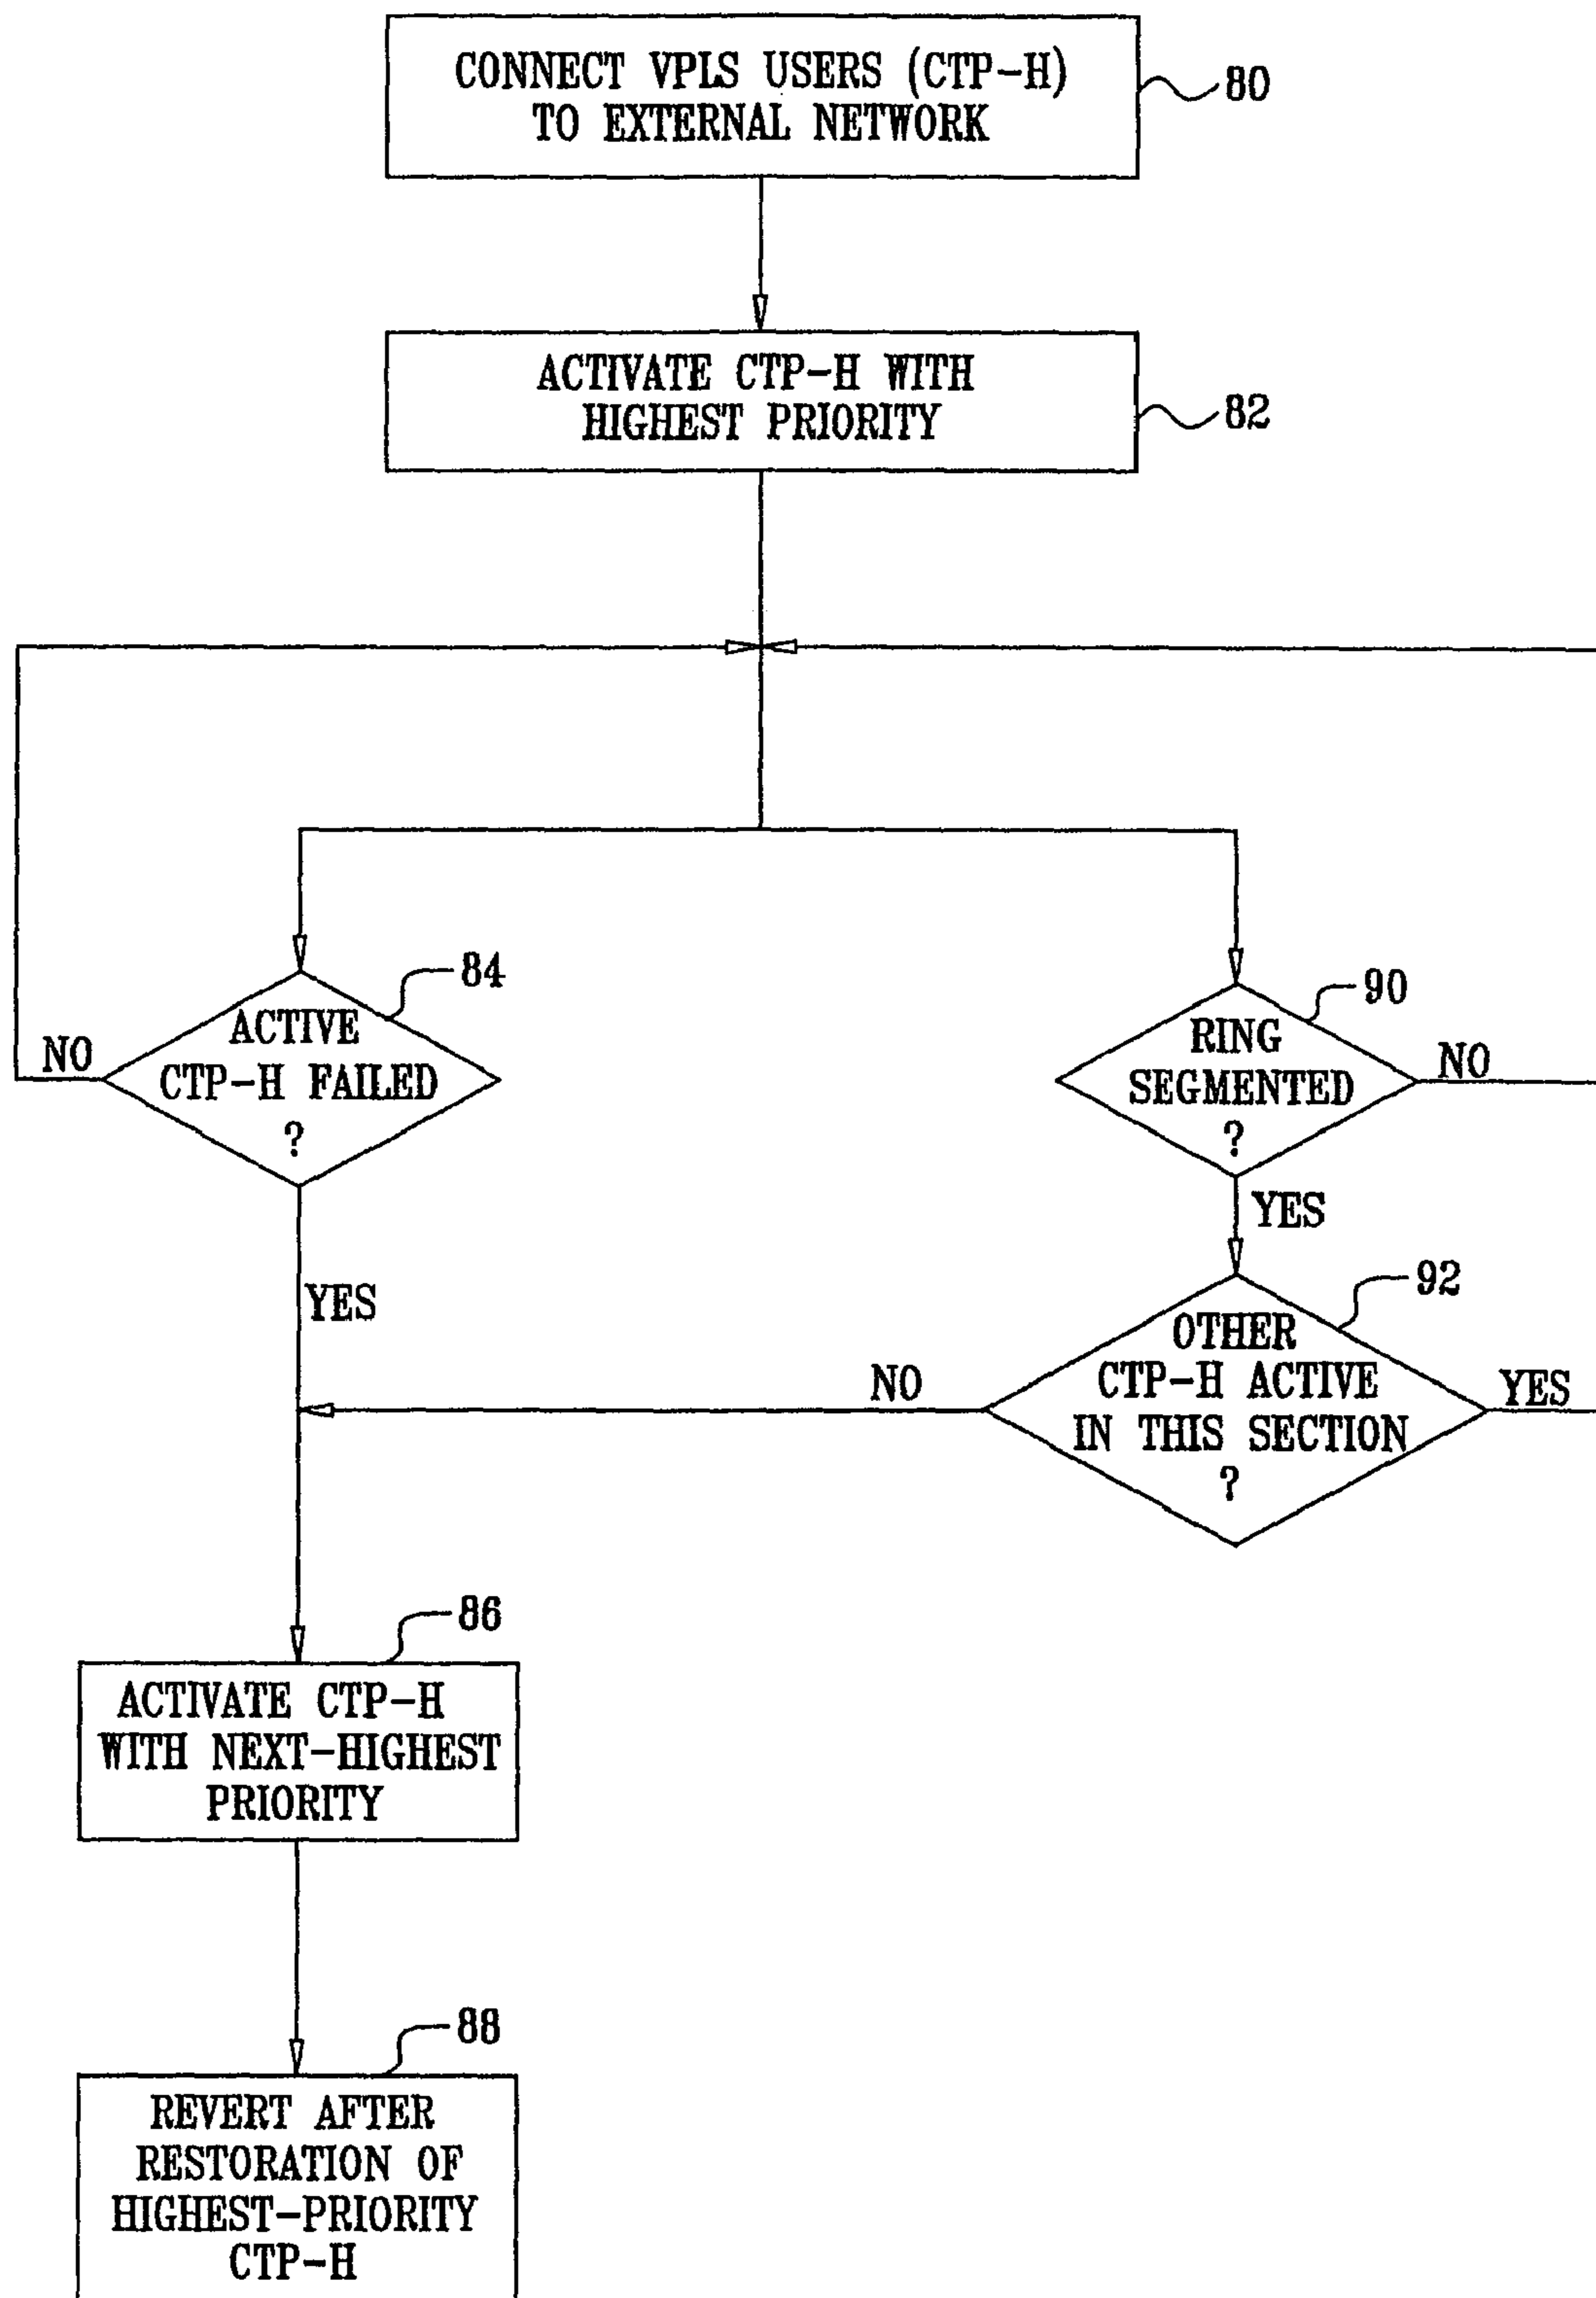 CONNECT VPLS USERS (CTP-H)
TO EXTERNAL NETWORK
80
ACTIVATE CTP-H WITH
HIGHEST PRIORITY
82
84
ACTIVE
CTP-H FAILED
?
NO
YES
90
RING
SEGMENTED
?
NO
YES
92
OTHER
CTP-H ACTIVE
IN THIS SECTION
?
NO
YES
86
ACTIVATE CTP-H
WITH NEXT-HIGHEST
PRIORITY
88
REVERT AFTER
RESTORATION OF
HIGHEST-PRIORITY
CTP-H